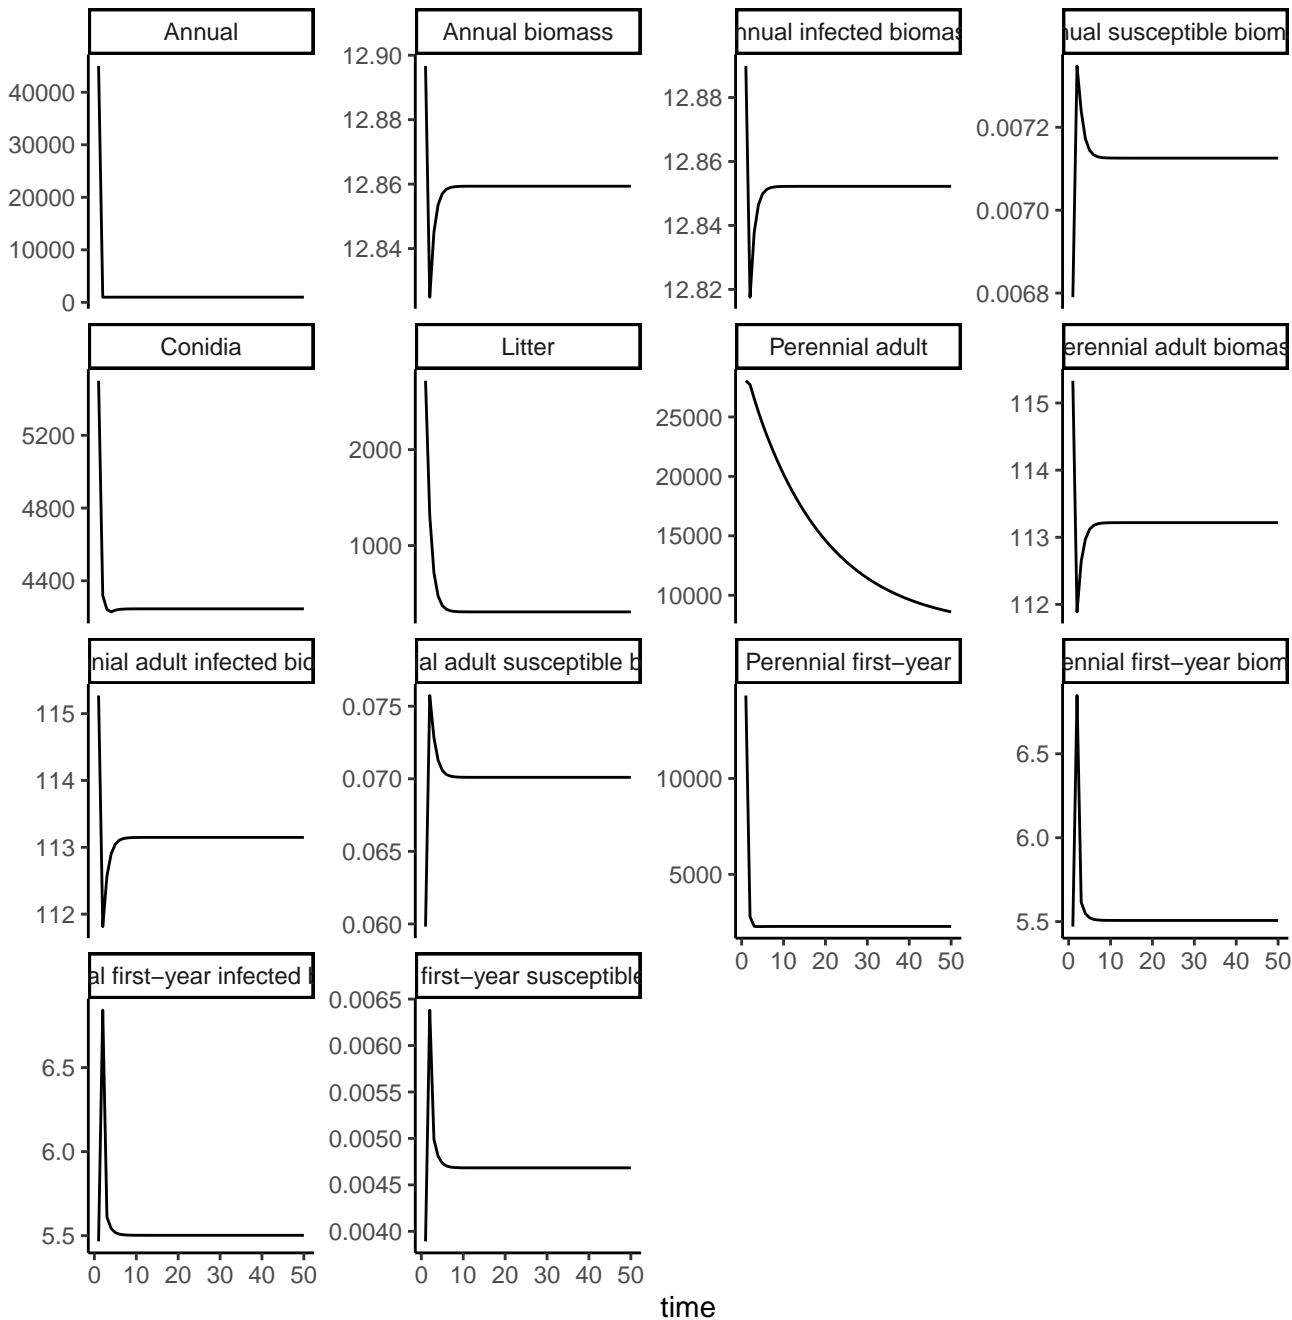 Annual
Annual biomass
nnual infected biomas
nual susceptible biom
40000
30000
20000
10000
0
12.90
12.88
12.86
12.84
12.88
12.86
12.84
12.82
0.0072
0.0070
0.0068
Conidia
Litter
Perennial adult
erennial adult biomas
5200
4800
4400
2000
1000
25000
20000
15000
10000
115
114
113
112
nial adult infected bio
al adult susceptible b
Perennial first−year
ennial first−year biom
115
114
113
112
0.075
0.070
0.065
0.060
10000
5000
0 10 20 30 40 50
6.5
6.0
5.5
0 10 20 30 40 50
al first−year infected
first−year susceptible
6.5
6.0
5.5
0 10 20 30 40 50
0.0065
0.0060
0.0055
0.0050
0.0045
0.0040
0 10 20 30 40 50
time